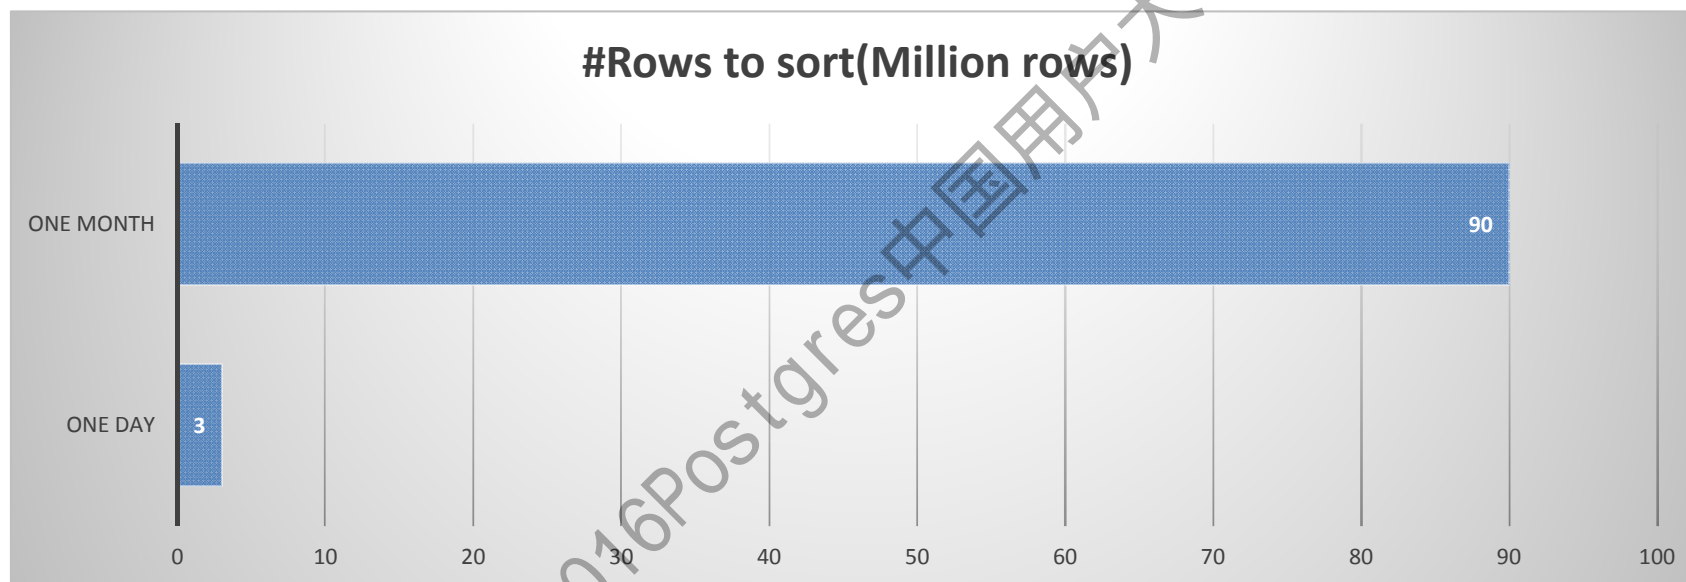 #Rows to sort(Million rows)
ONE MONTH
90
ONE DAY
3
0 10 20 30 40 50 60 70 80 90 100
016Postgres中国用户大